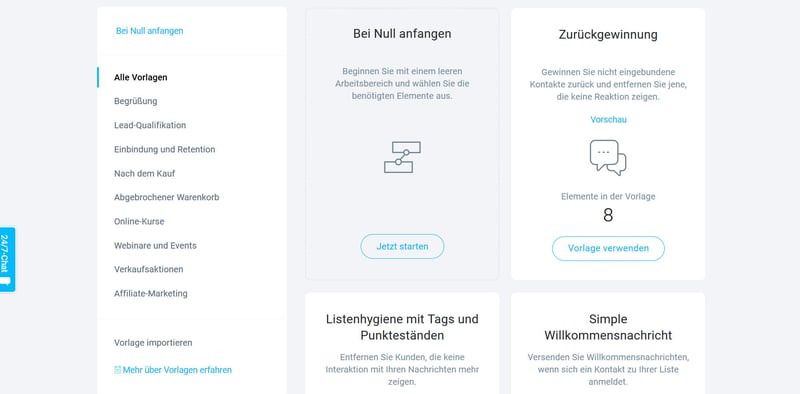 Bei Null anfangen
Alle Vorlagen
Begrüßung
Lead-Qualifikation
Einbindung und Retention
Nach dem Kauf
Abgebrochener Warenkorb
Online-Kurse
Webinare und Events
Verkaufsaktionen
Affiliate-Marketing
Vorlage importieren
Mehr über Vorlagen erfahren
24/7-Chat
Bei Null anfangen
Beginnen Sie mit einem leeren
Arbeitsbereich und wählen Sie die
benötigten Elemente aus.
Jetzt starten
Zurückgewinnung
Gewinnen Sie nicht eingebundene
Kontakte zurück und entfernen Sie jene,
die keine Reaktion zeigen.
Vorschau
Elemente in der Vorlage
8
Vorlage verwenden
Listenhygiene mit Tags und
Punkteständen
Entfernen Sie Kunden, die keine
Interaktion mit Ihren Nachrichten mehr
zeigen.
Simple
Willkommensnachricht
Versenden Sie Willkommensnachrichten,
wenn sich ein Kontakt zu Ihrer Liste
anmeldet.